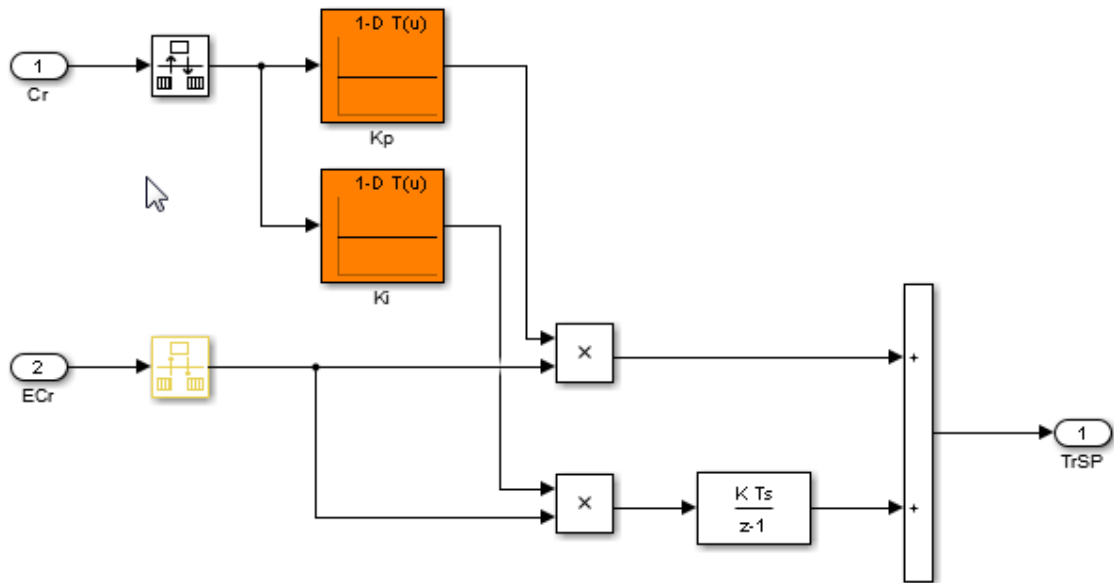 1
Cr
1-D T(u)
Kp
1-D T(u)
Ki
2
ECr
×
×
K Ts
z-1
+
+
1
TrSP